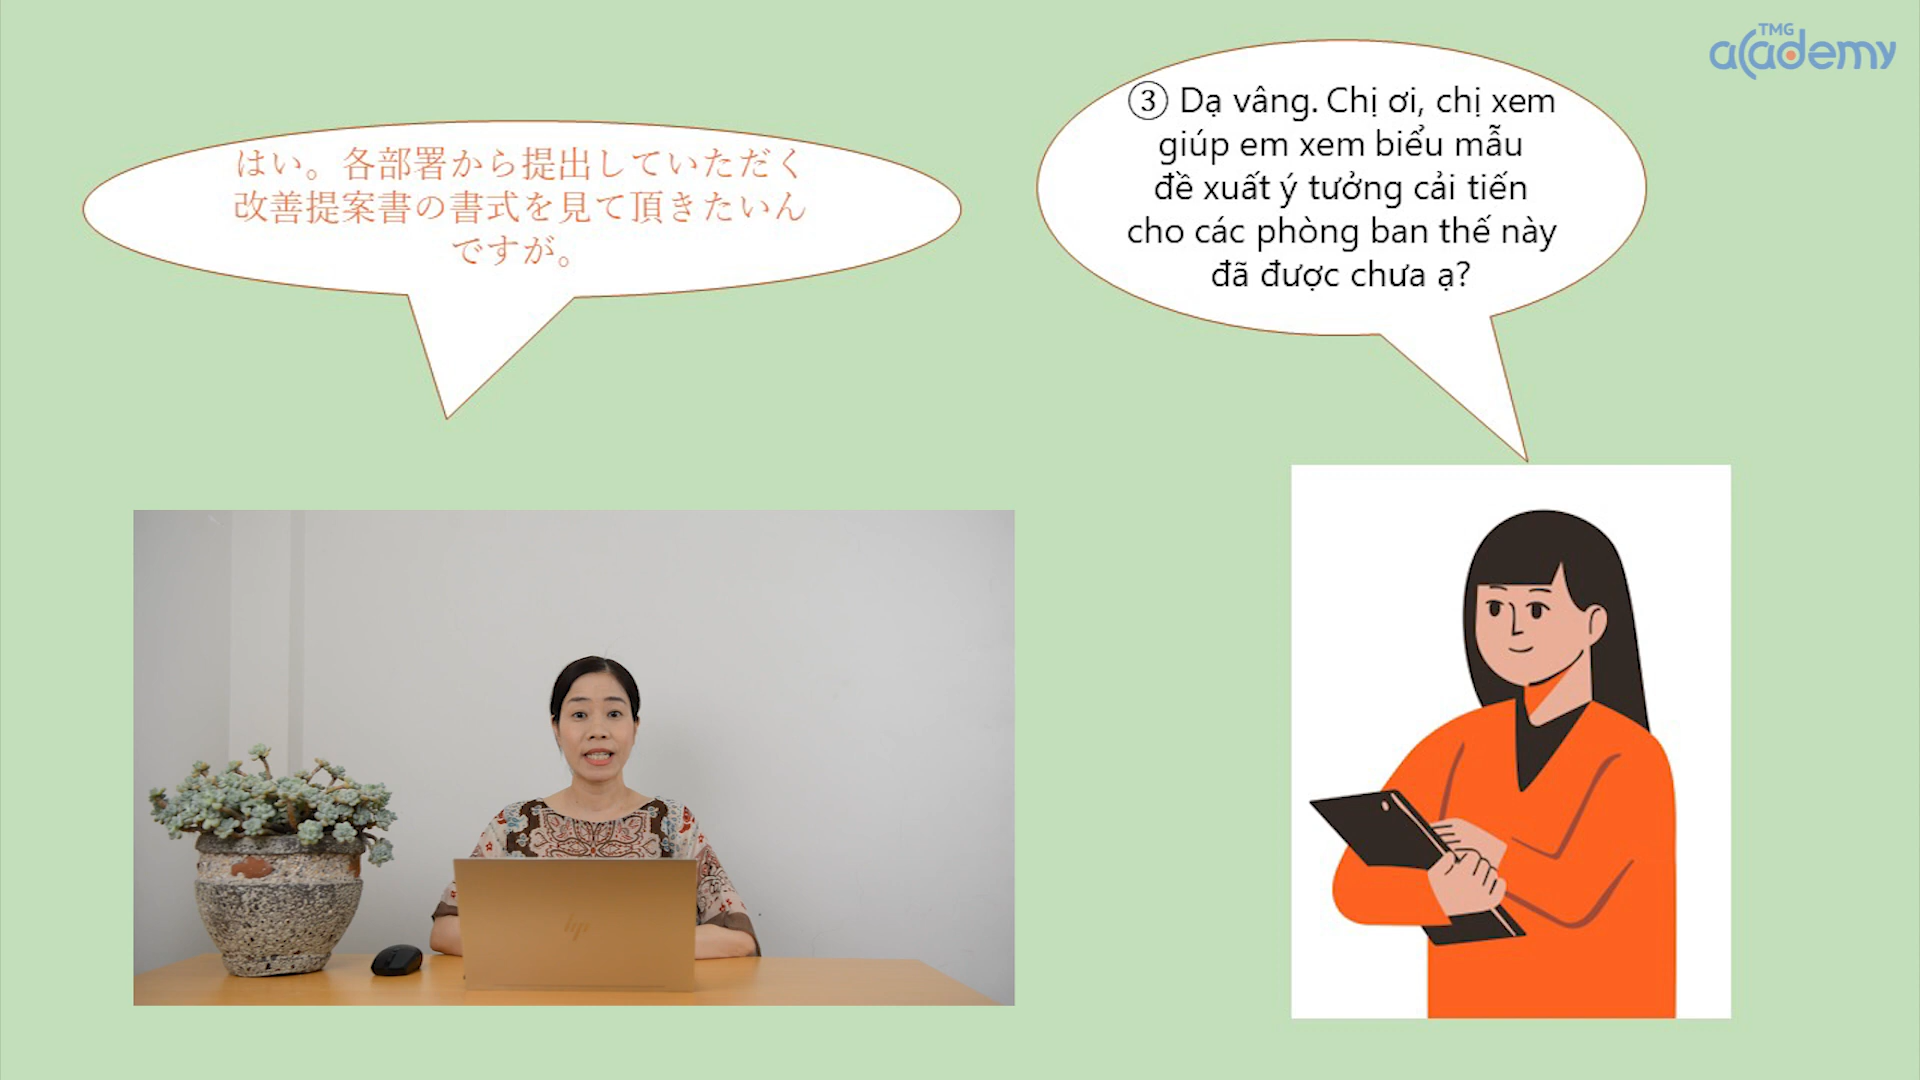 TMG
academy
はい。各部署から提出していただく
改善提案書の書式を見て頂きたいん
ですが。
③ Dạ vâng. Chị ơi, chị xem
giúp em xem biểu mẫu
đề xuất ý tưởng cải tiến
cho các phòng ban thế này
đã được chưa ạ?
hp